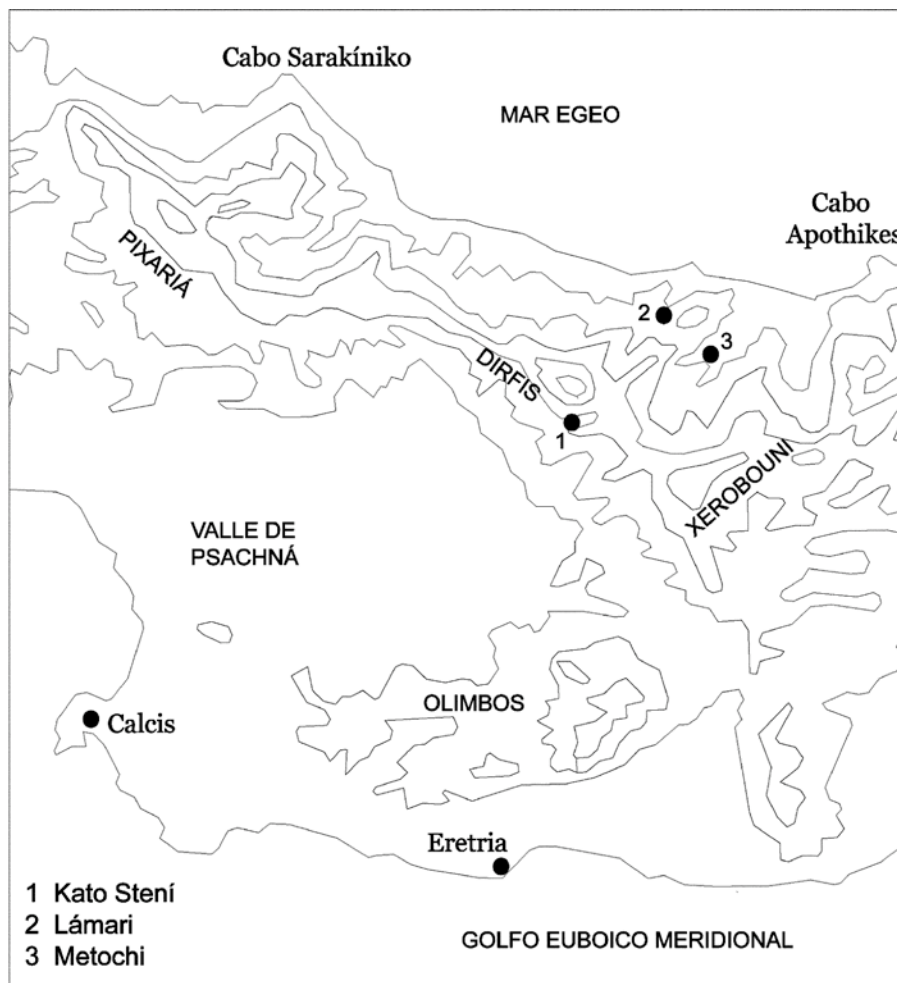 Cabo Sarakíniko
MAR EGEO
Cabo
Apothikes
PIXARIÁ
2
3
DIRFIS
1
XEROBOUNI
VALLE DE
PSACHNÁ
OLIMBOS
Calcis
Eretria
1 Kato Stení
2 Lámari
3 Metochi
GOLFO EUBOICO MERIDIONAL